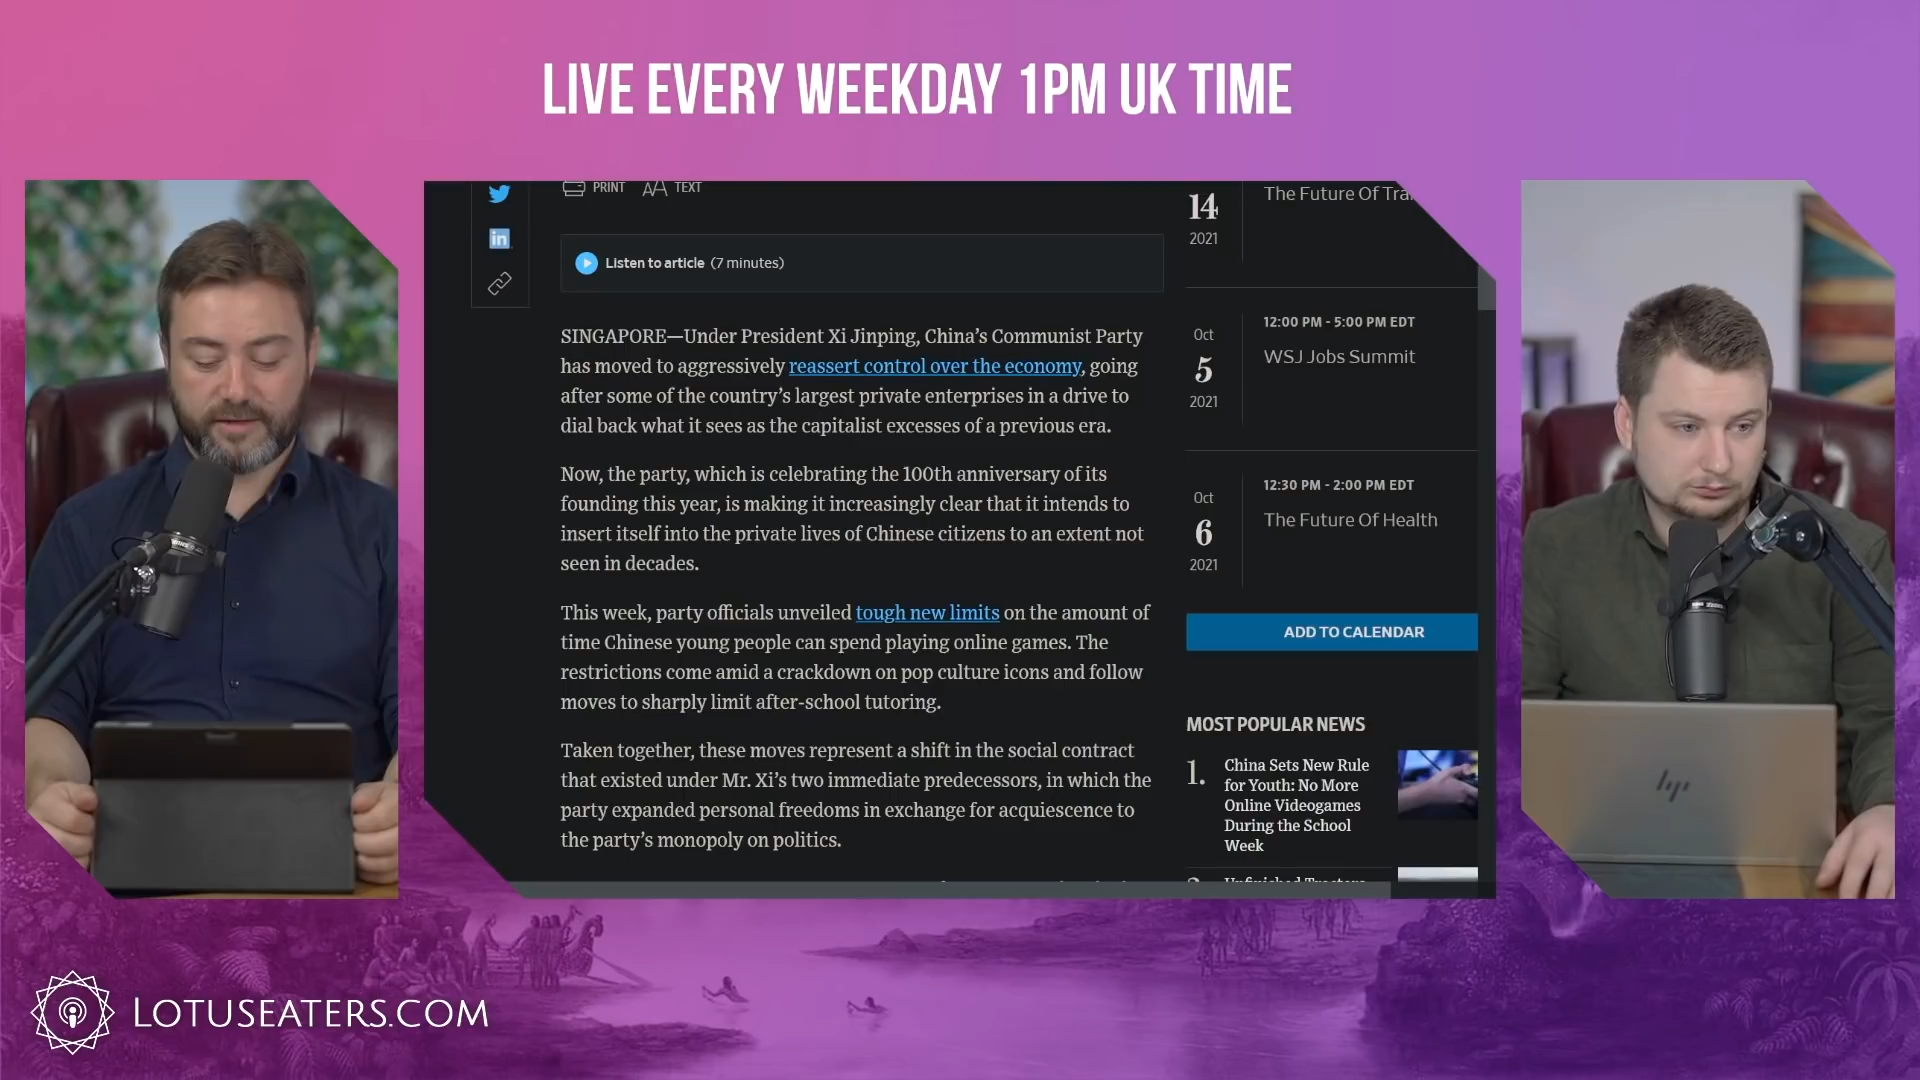 LIVE EVERY WEEKDAY 1PM UK TIME
PRINT
AA TEXT
Listen to article (7 minutes)
SINGAPORE—Under President Xi Jinping, China's Communist Party
has moved to aggressively reassert control over the economy, going
after some of the country's largest private enterprises in a drive to
dial back what it sees as the capitalist excesses of a previous era.
Now, the party, which is celebrating the 100th anniversary of its
founding this year, is making it increasingly clear that it intends to
insert itself into the private lives of Chinese citizens to an extent not
seen in decades.
This week, party officials unveiled tough new limits on the amount of
time Chinese young people can spend playing online games. The
restrictions come amid a crackdown on pop culture icons and follow
moves to sharply limit after-school tutoring.
Taken together, these moves represent a shift in the social contract
that existed under Mr. Xi's two immediate predecessors, in which the
party expanded personal freedoms in exchange for acquiescence to
the party's monopoly on politics.
14
2021
The Future Of
Oct
5
2021
12:00 PM - 5:00 PM EDT
WSJ Jobs Summit
Oct
6
2021
12:30 PM - 2:00 PM EDT
The Future Of Health
ADD TO CALENDAR
MOST POPULAR NEWS
1.
China Sets New Rule
for Youth: No More
Online Videogames
During the School
Week
in
hp
LOTUSEATERS.COM